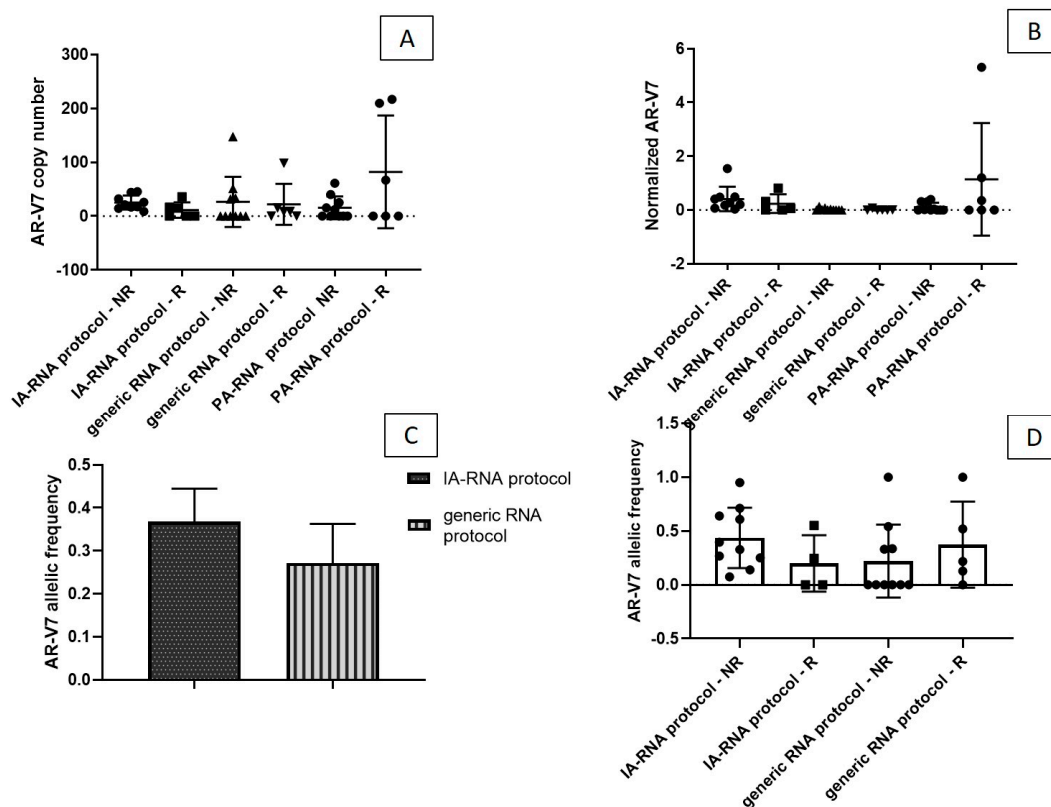 A
300
200
100
0
-100
AR-V7 copy number
IA-RNA protocol - NR
IA-RNA protocol - R
generic RNA protocol - NR
generic RNA protocol - R
PA-RNA protocol NR
PA-RNA protocol - R
B
6
4
2
0
-2
Normalized AR-V7
IA-RNA protocol - NR
IA-RNA protocol - R
generic RNA protocol - NR
generic RNA protocol - R
PA-RNA protocol - NR
PA-RNA protocol - R
C
0.5
0.4
0.3
0.2
0.1
0.0
AR-V7 allelic frequency
IA-RNA protocol
generic RNA
protocol
D
1.5
1.0
0.5
0.0
-0.5
AR-V7 allelic frequency
IA-RNA protocol - NR
IA-RNA protocol - R
generic RNA protocol - NR
generic RNA protocol - R